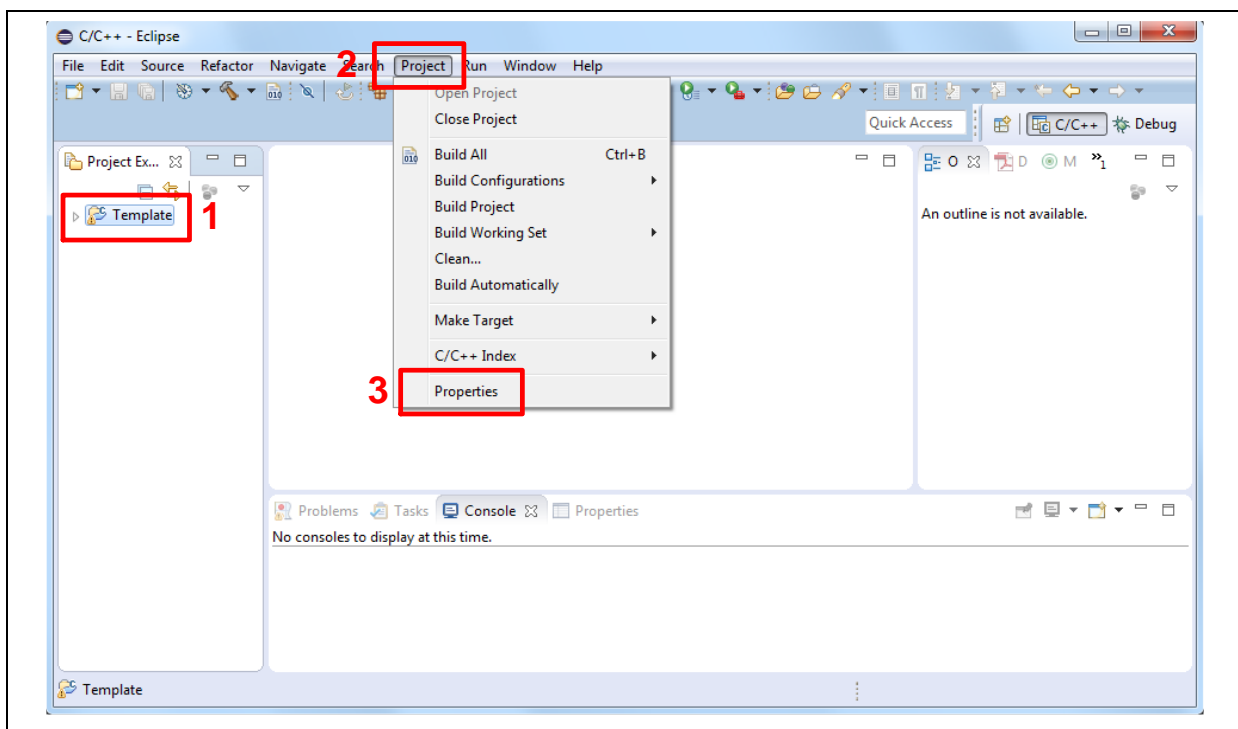 C/C++ - Eclipse
File Edit Source Refactor Navigate Search Project Run Window Help
2
Quick Access
C/C++
Debug
Open Project
Close Project
Build All Ctrl+B
Build Configurations
Build Project
Build Working Set
Clean...
Build Automatically
Make Target
C/C++ Index
Properties
3
Project Ex...
Template
1
O D M »1
An outline is not available.
Problems Tasks Console Properties
No consoles to display at this time.
Template